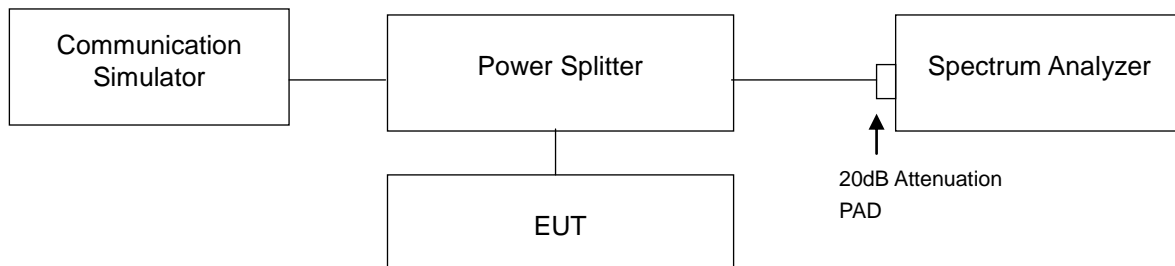 Communication
Simulator
Power Splitter
Spectrum Analyzer
20dB Attenuation
PAD
EUT